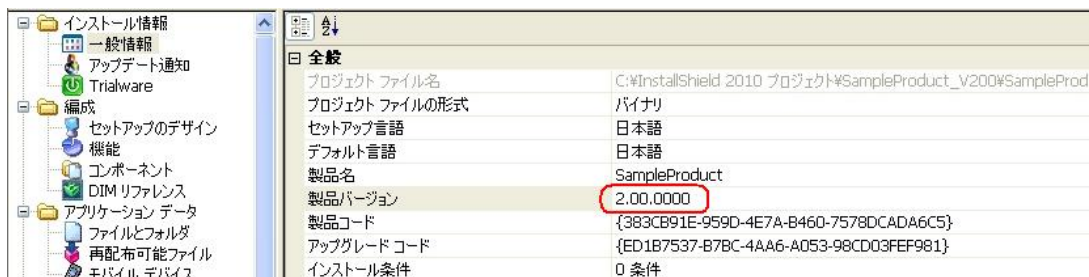 インストール情報
一般情報
アップデート通知
Trialware
編成
セットアップのデザイン
機能
コンポーネント
DIM リファレンス
アプリケーション データ
ファイルとフォルダ
再配布可能ファイル
モバイル デバイス
全般
プロジェクト ファイル名 C:¥InstallShield 2010 プロジェクト¥SampleProduct_V200¥SampleProd
プロジェクト ファイルの形式 バイナリ
セットアップ言語 日本語
デフォルト言語 日本語
製品名 SampleProduct
製品バージョン 2.00.0000
製品コード {383CB91E-959D-4E7A-B460-7578DCADA6C5}
アップグレード コード {ED1B7537-B7BC-4AA6-A053-98CD03FEF981}
インストール条件 0 条件